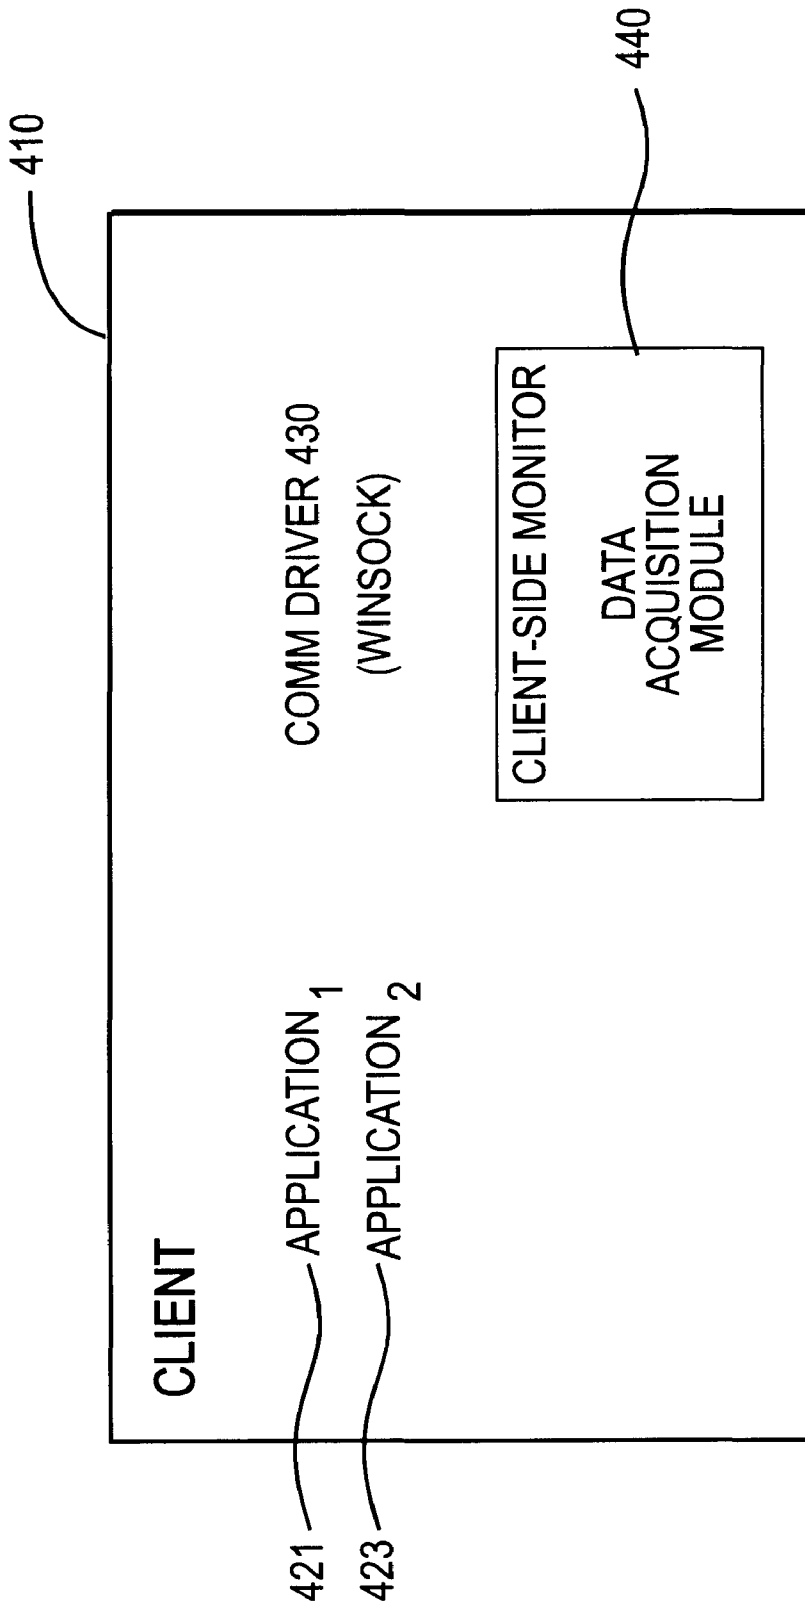 410
CLIENT
421
APPLICATION 1
423
APPLICATION 2
COMM DRIVER 430
(WINSOCK)
CLIENT-SIDE MONITOR
DATA
ACQUISITION
MODULE
440